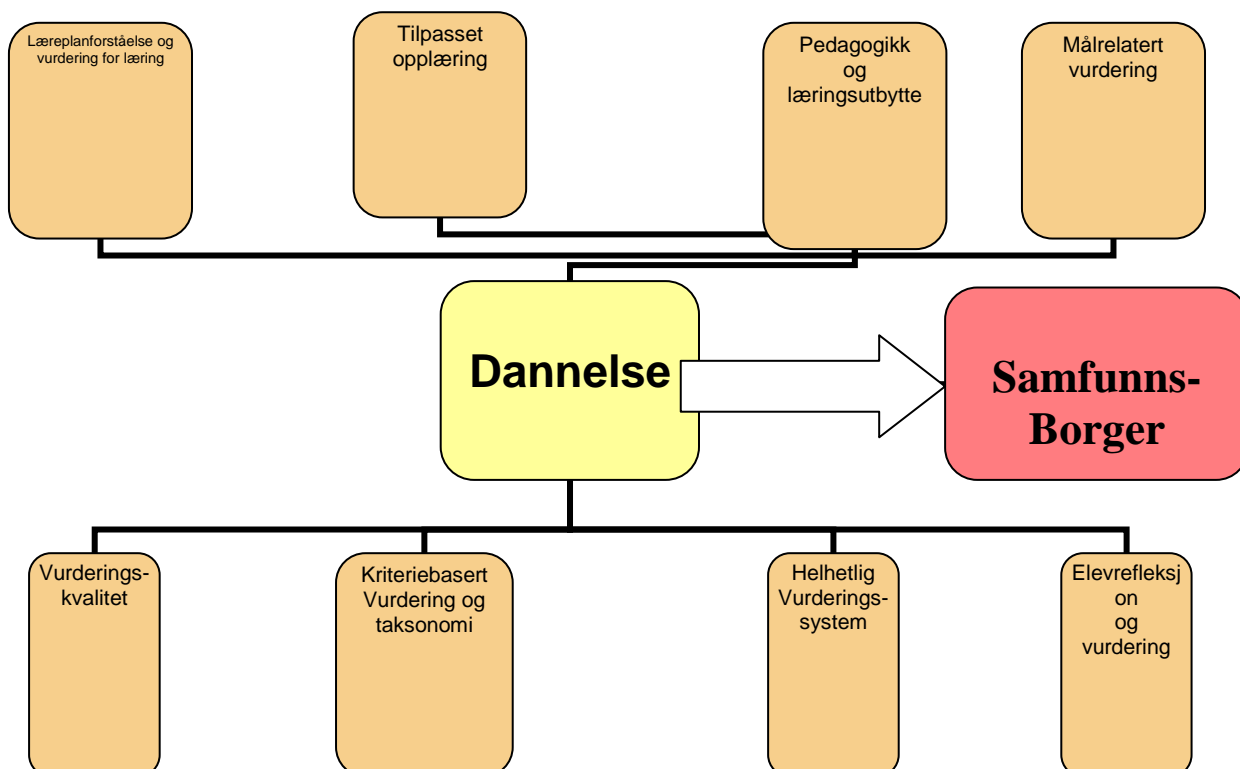 Læreplanforståelse og
vurdering for læring
Tilpasset
opplæring
Pedagogikk
og
læringsutbytte
Målrelatert
vurdering
Dannelse
Samfunns-
Borger
Vurderings-
kvalitet
Kriteriebasert
Vurdering og
taksonomi
Helhetlig
Vurderings-
system
Elevrefleksj
on
og
vurdering